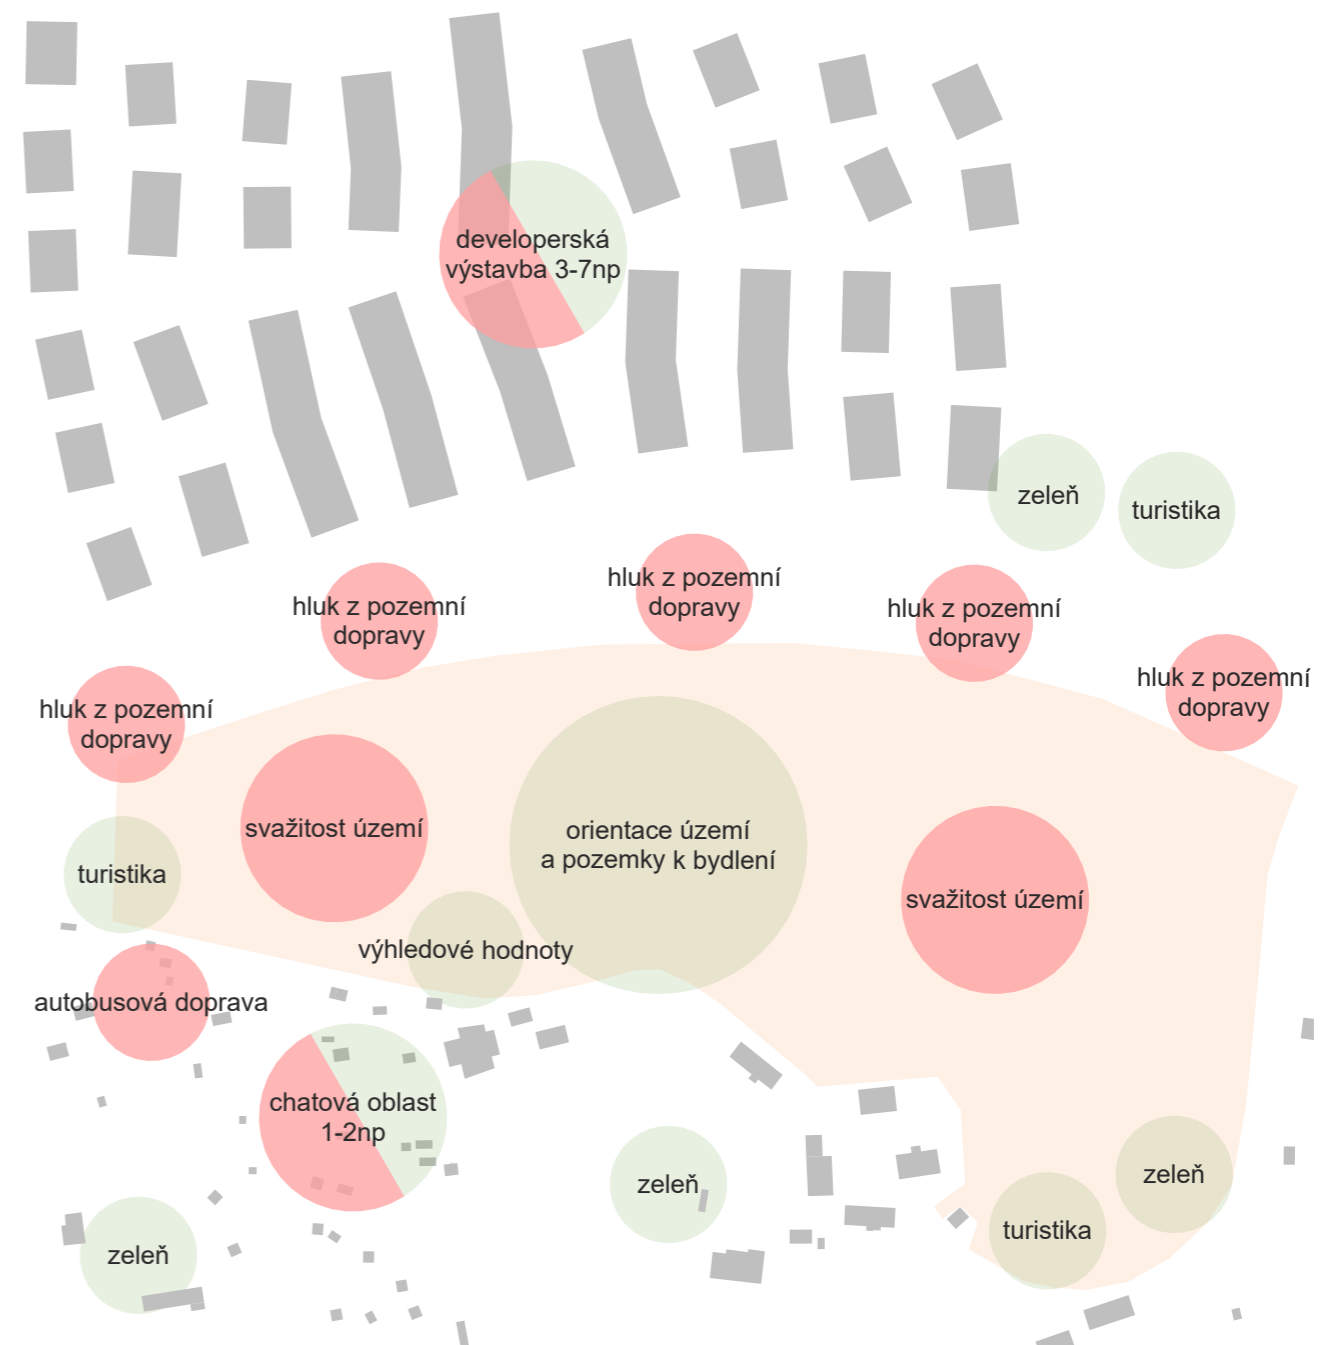 developerská
výstavba 3-7np
zeleň
turistika
hluk z pozemní
dopravy
hluk z pozemní
dopravy
hluk z pozemní
dopravy
hluk z pozemní
dopravy
hluk z pozemní
dopravy
svažitost území
orientace území
a pozemky k bydlení
turistika
svažitost území
výhledové hodnoty
autobusová doprava
chatová oblast
1-2np
zeleň
zeleň
turistika
zeleň